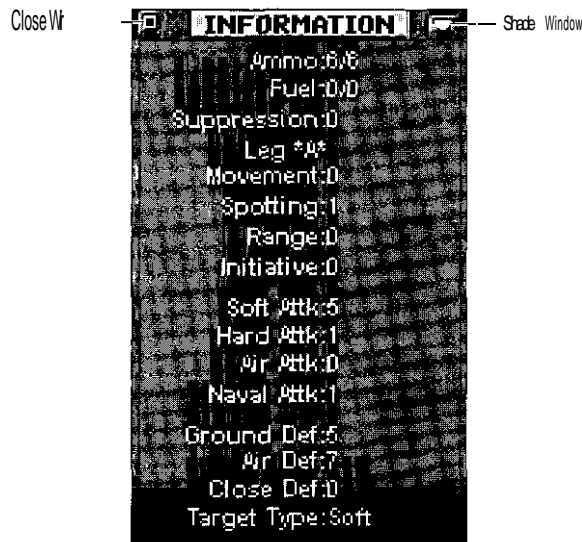 Close Wi
INFORMATION
Shade Window
Ammo:6/6
Fuel:0/0
Suppression:0
Leg *A*
Movement:0
Spotting:1
Range:0
Initiative:0
Soft Attk:5
Hard Attk:1
Air Attk:0
Naval Attk:1
Ground Def:5
Air Def:7
Close Def:0
Target Type:Soft